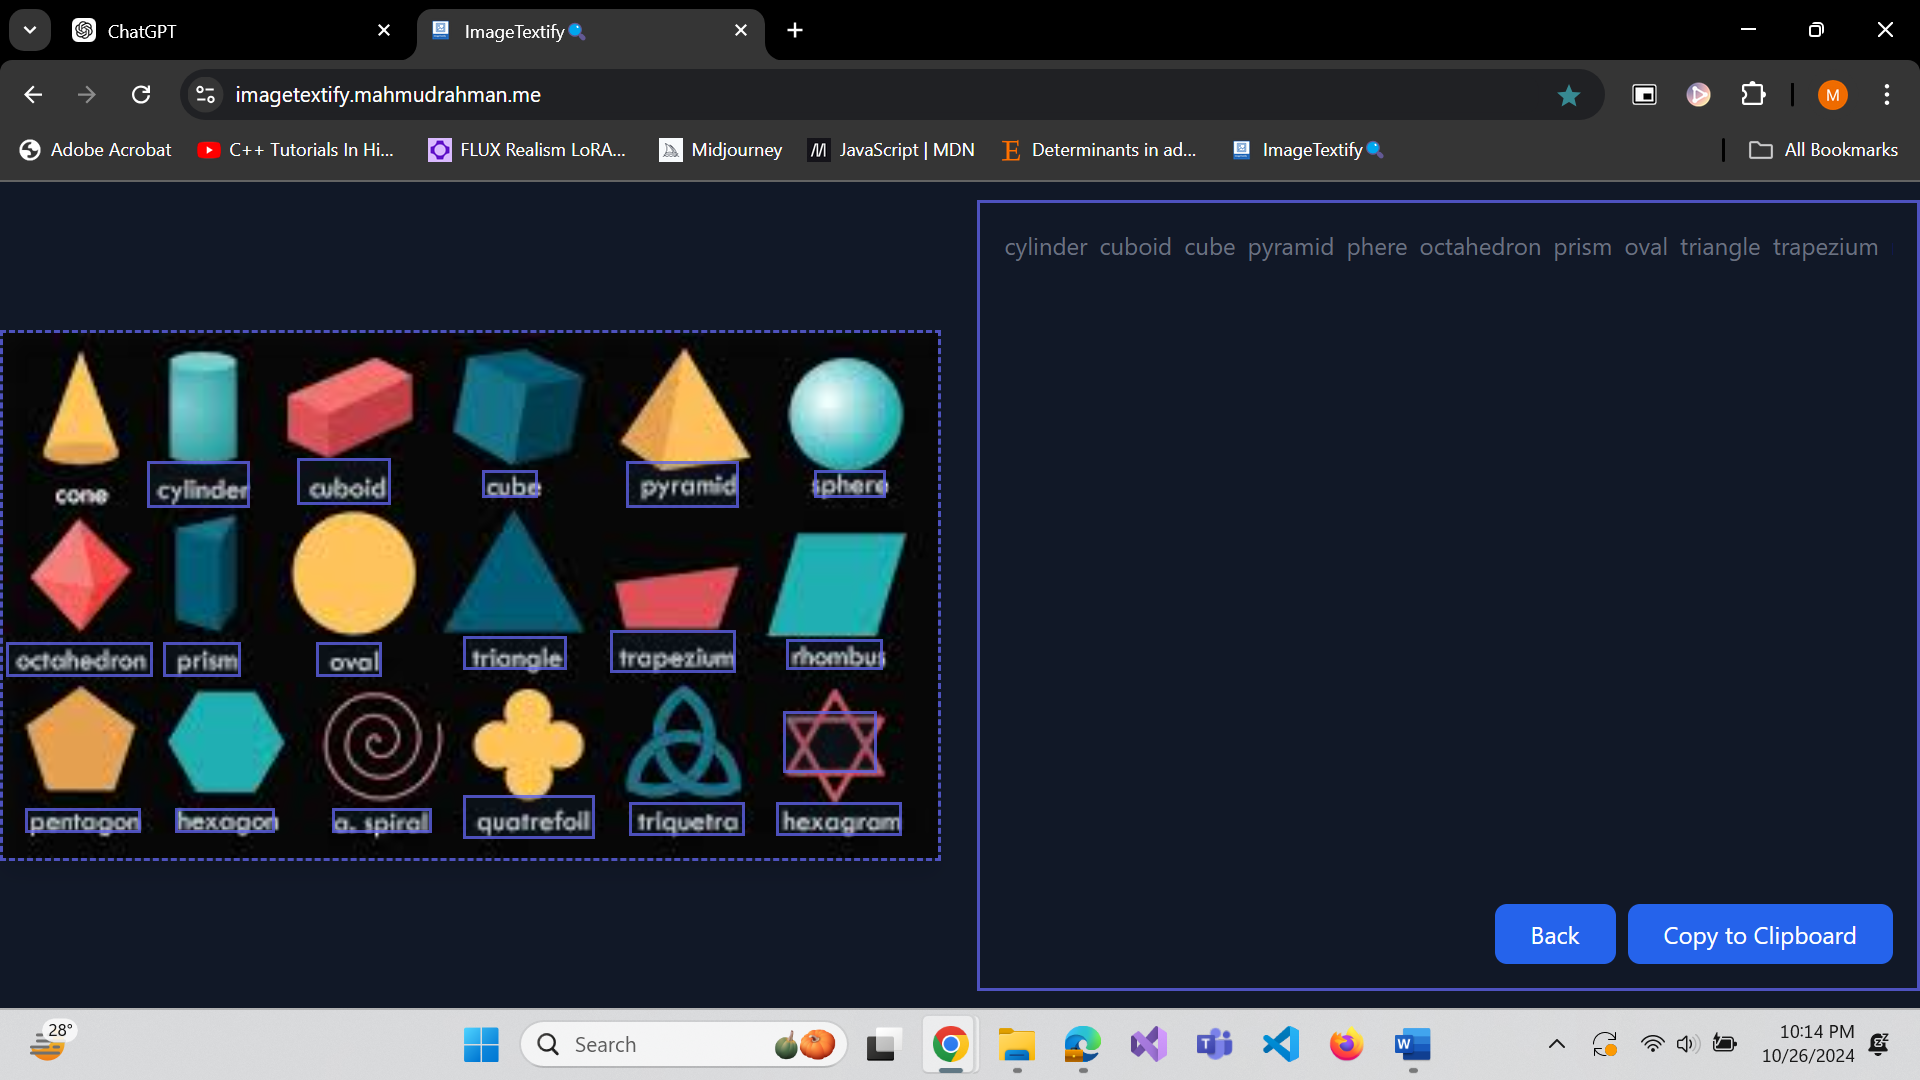 ChatGPT
ImageTextify
imagetextify.mahmudrahman.me
M
Adobe Acrobat
C++ Tutorials In Hi...
FLUX Realism LoRA...
Midjourney
JavaScript | MDN
Determinants in ad...
ImageTextify
All Bookmarks
cylinder cuboid cube pyramid phere octahedron prism oval triangle trapezium
cone cylinder cuboid cube pyramid sphere
octahedron prism oval triangle trapezium rhombus
pentagon hexagon a. spiral quatrefoil triquetra hexagram
Back
Copy to Clipboard
28°
Search
10:14 PM
10/26/2024